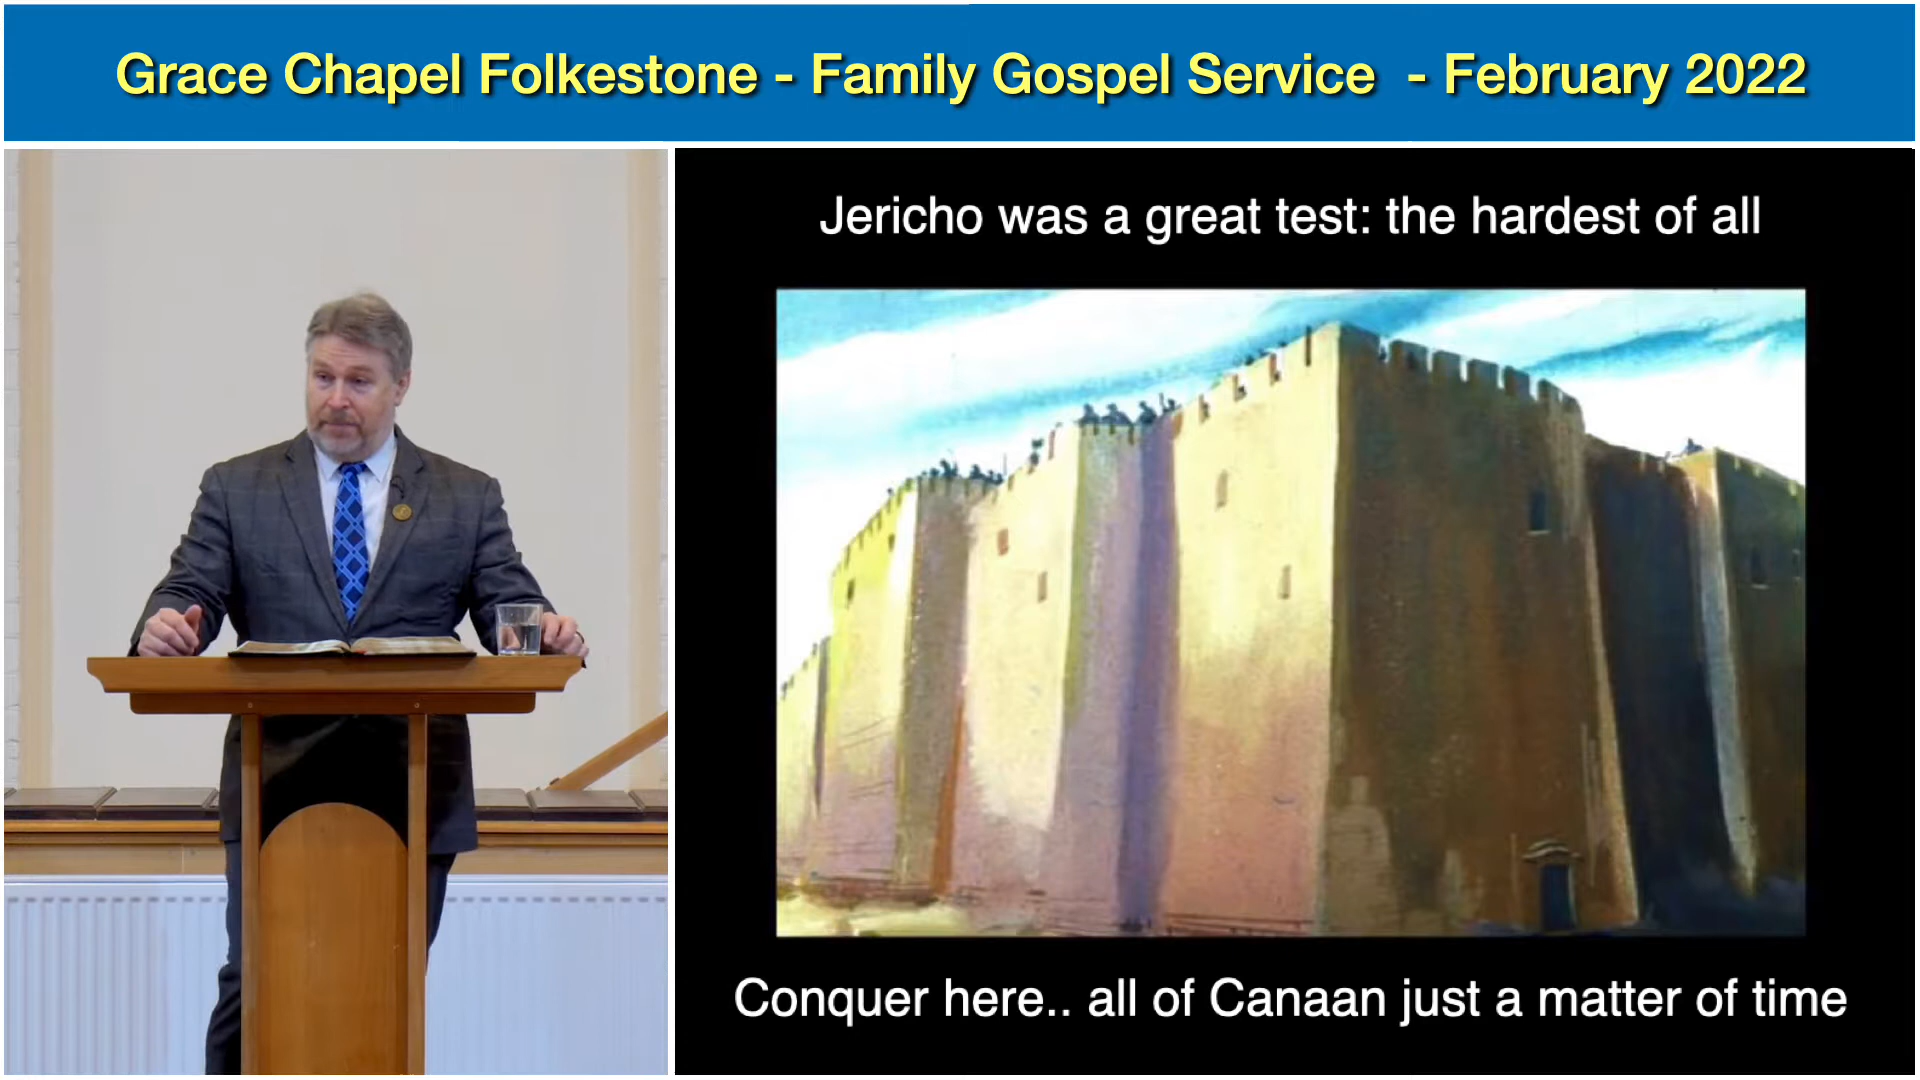 Grace Chapel Folkestone - Family Gospel Service - February 2022
Jericho was a great test: the hardest of all
Conquer here.. all of Canaan just a matter of time